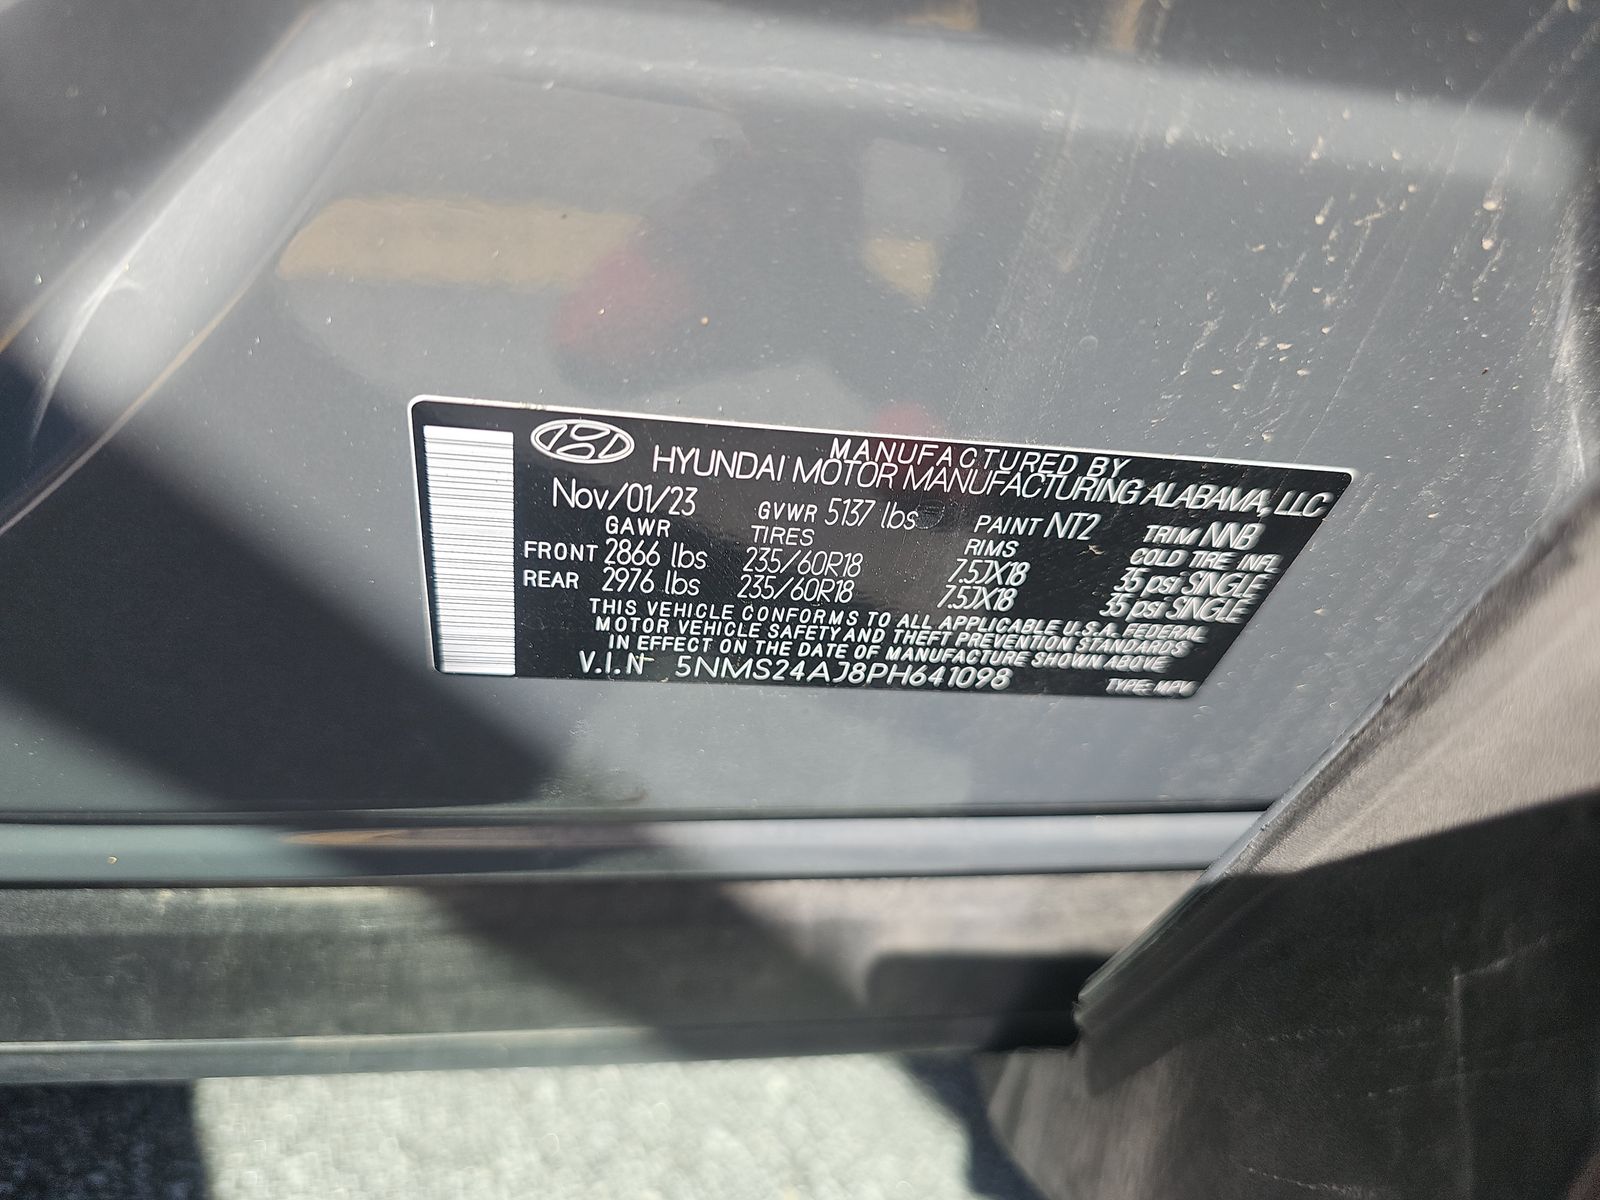 MANUFACTURED BY
HYUNDAI MOTOR MANUFACTURING ALABAMA, LLC
Nov/01/23 GVWR 5137 lbs PAINT NT2 TRIM NNB
GAWR TIRES RIMS COLD TIRE INFL
FRONT 2866 lbs 235/60R18 7.5JX18 35 psi SINGLE
REAR 2976 lbs 235/60R18 7.5JX18 35 psi SINGLE
THIS VEHICLE CONFORMS TO ALL APPLICABLE U.S.A. FEDERAL
MOTOR VEHICLE SAFETY AND THEFT PREVENTION STANDARDS
IN EFFECT ON THE DATE OF MANUFACTURE SHOWN ABOVE
V.I.N 5NMS24AJ8PH641098 TYPE: MPV